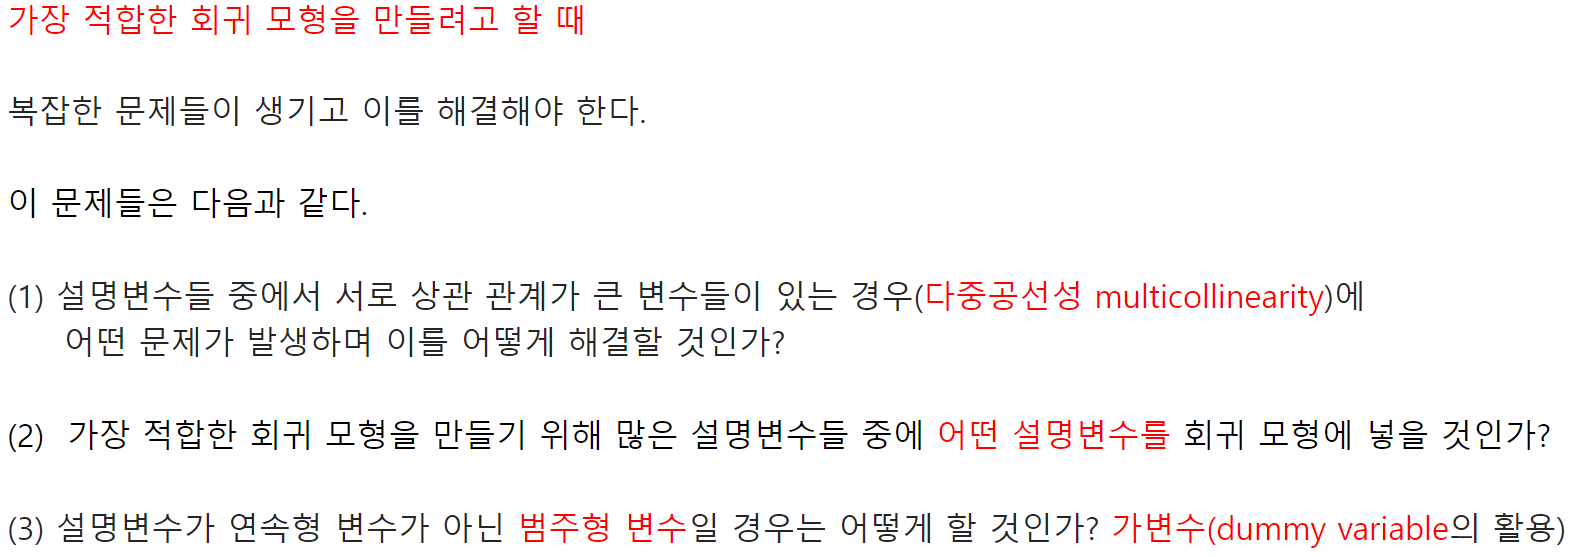 가장 적합한 회귀 모형을 만들려고 할 때
복잡한 문제들이 생기고 이를 해결해야 한다.
이 문제들은 다음과 같다.
(1) 설명변수들 중에서 서로 상관 관계가 큰 변수들이 있는 경우(다중공선성 multicollinearity)에
어떤 문제가 발생하며 이를 어떻게 해결할 것인가?
(2) 가장 적합한 회귀 모형을 만들기 위해 많은 설명변수들 중에 어떤 설명변수를 회귀 모형에 넣을 것인가?
(3) 설명변수가 연속형 변수가 아닌 범주형 변수일 경우는 어떻게 할 것인가? 가변수(dummy variable의 활용)